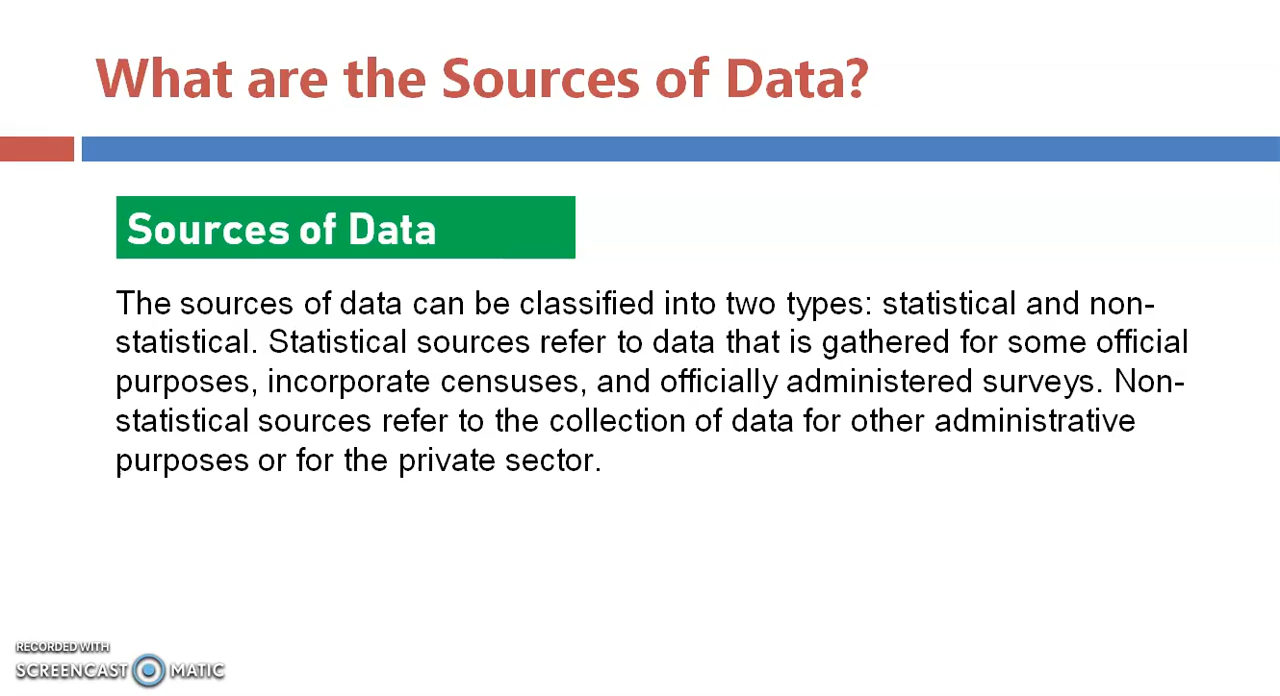 What are the Sources of Data?
Sources of Data
The sources of data can be classified into two types: statistical and non-
statistical. Statistical sources refer to data that is gathered for some official
purposes, incorporate censuses, and officially administered surveys. Non-
statistical sources refer to the collection of data for other administrative
purposes or for the private sector.
RECORDED WITH
SCREENCAST MATIC